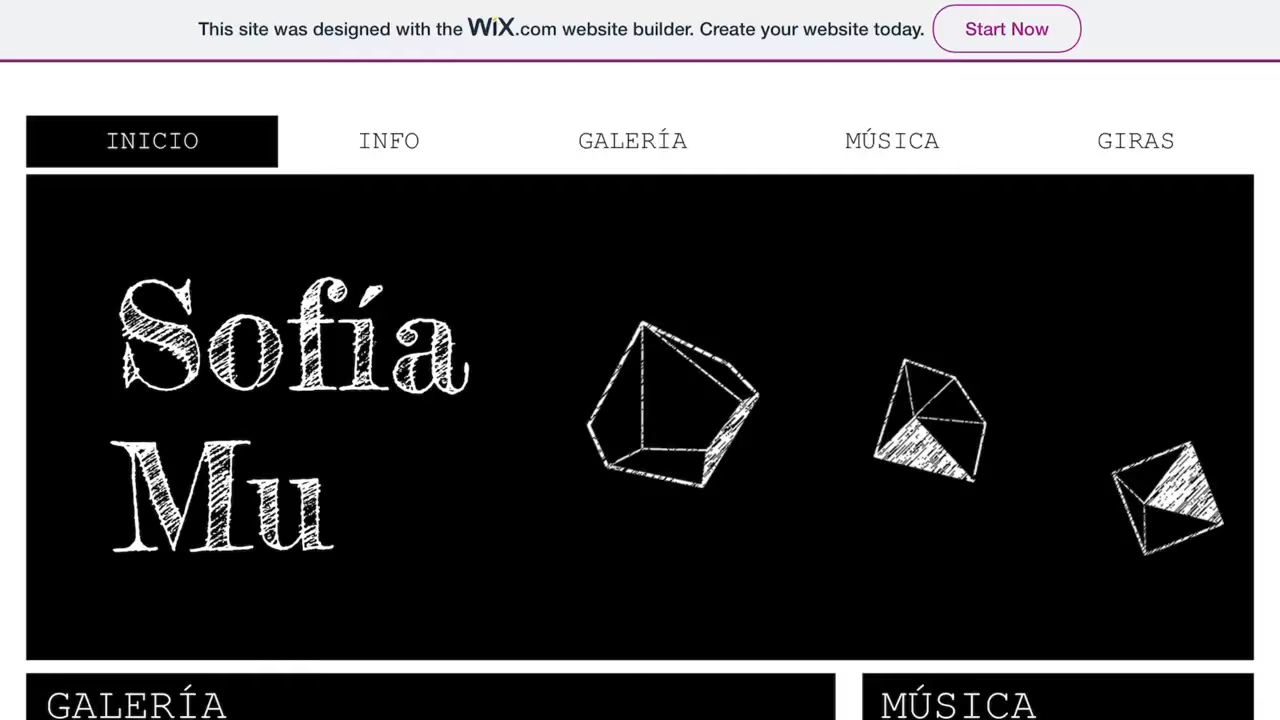 This site was designed with the WiX.com website builder. Create your website today. Start Now
INICIO INFO GALERÍA MÚSICA GIRAS
Sofía
Mu
GALERÍA MÚSICA